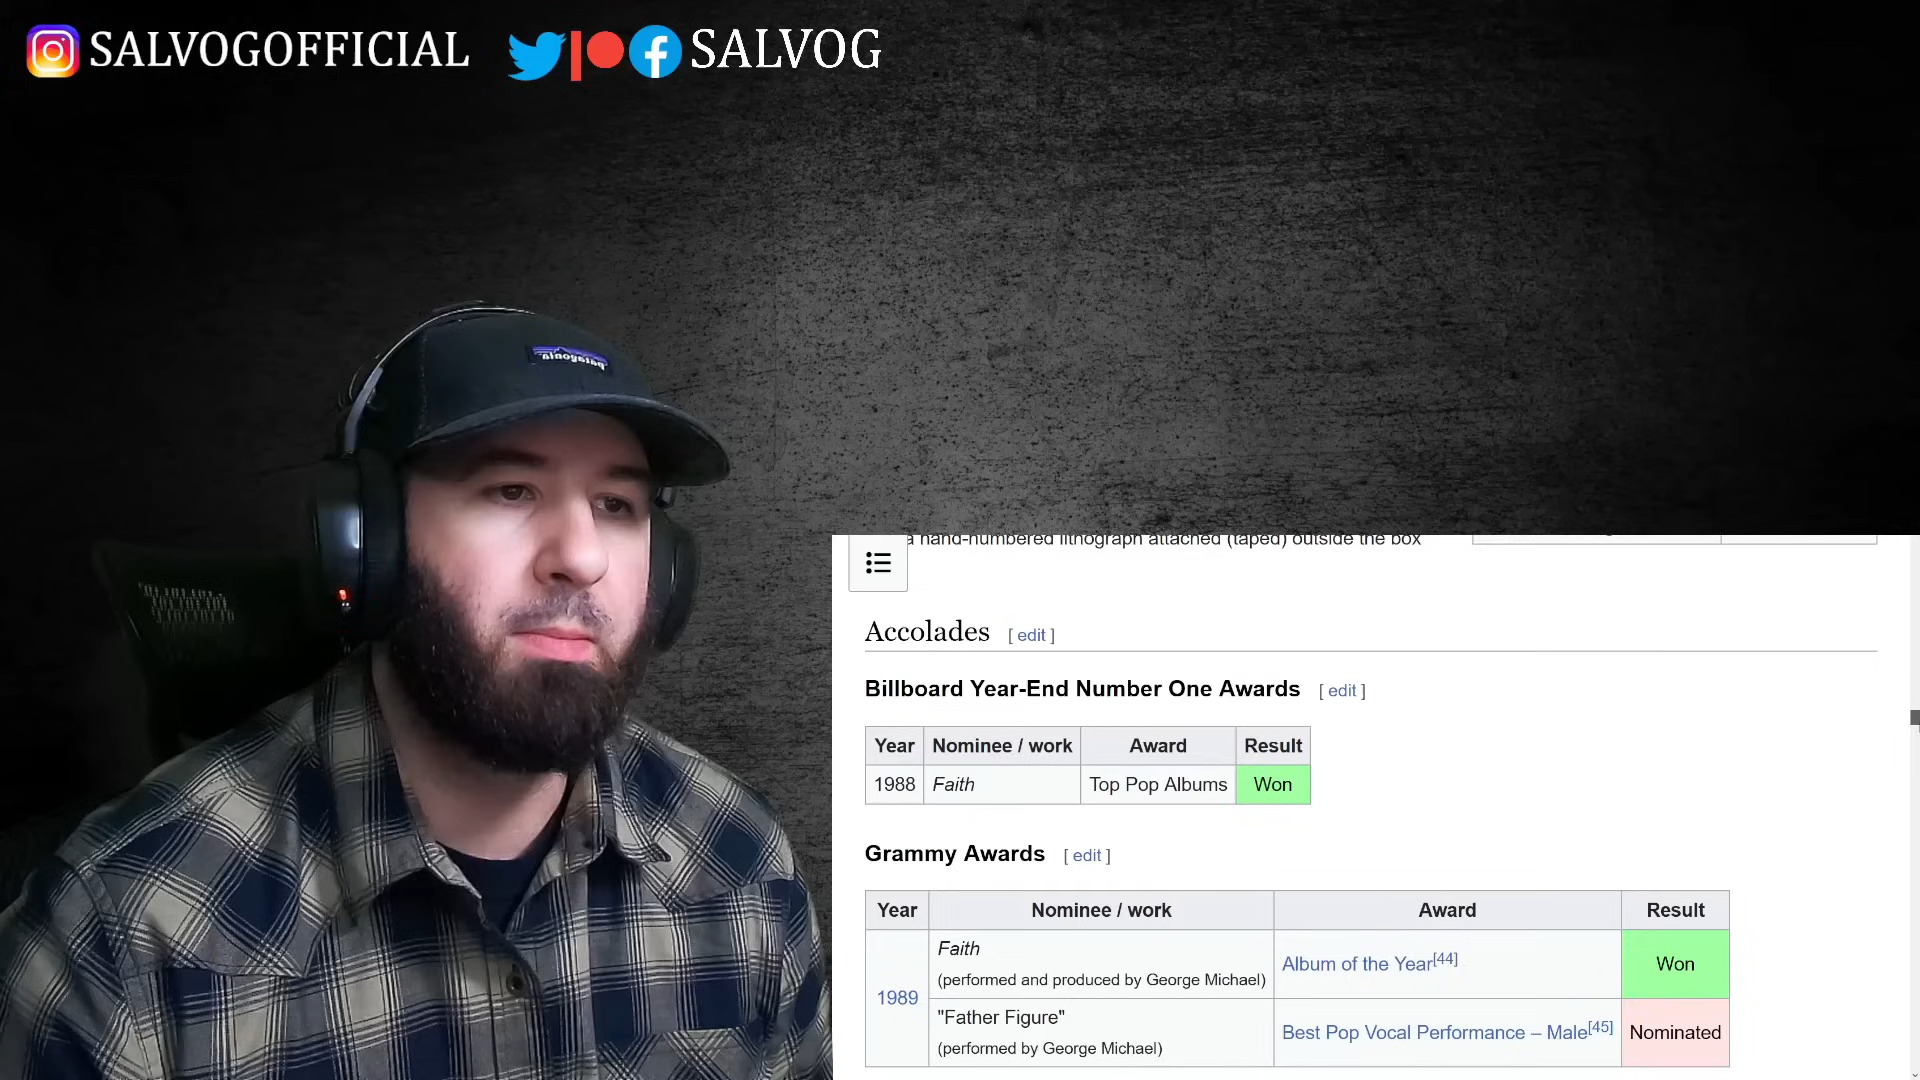 SALVOGOFFICIAL SALVOG
a hand-numbered lithograph attached (taped) outside the box
Accolades [ edit ]
Billboard Year-End Number One Awards [ edit ]
Year Nominee / work Award Result
1988 Faith Top Pop Albums Won
Grammy Awards [ edit ]
Year Nominee / work Award Result
1989 Faith
(performed and produced by George Michael) Album of the Year[44] Won
"Father Figure"
(performed by George Michael) Best Pop Vocal Performance – Male[45] Nominated
patagonia